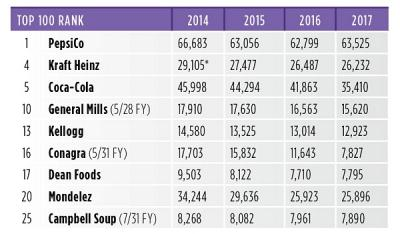 TOP 100 RANK 2014 2015 2016 2017
1 PepsiCo 66,683 63,056 62,799 63,525
4 Kraft Heinz 29,105* 27,477 26,487 26,232
5 Coca-Cola 45,998 44,294 41,863 35,410
10 General Mills (5/28 FY) 17,910 17,630 16,563 15,620
13 Kellogg 14,580 13,525 13,014 12,923
16 Conagra (5/31 FY) 17,703 15,832 11,643 7,827
17 Dean Foods 9,503 8,122 7,710 7,795
20 Mondelez 34,244 29,636 25,923 25,896
25 Campbell Soup (7/31 FY) 8,268 8,082 7,961 7,890